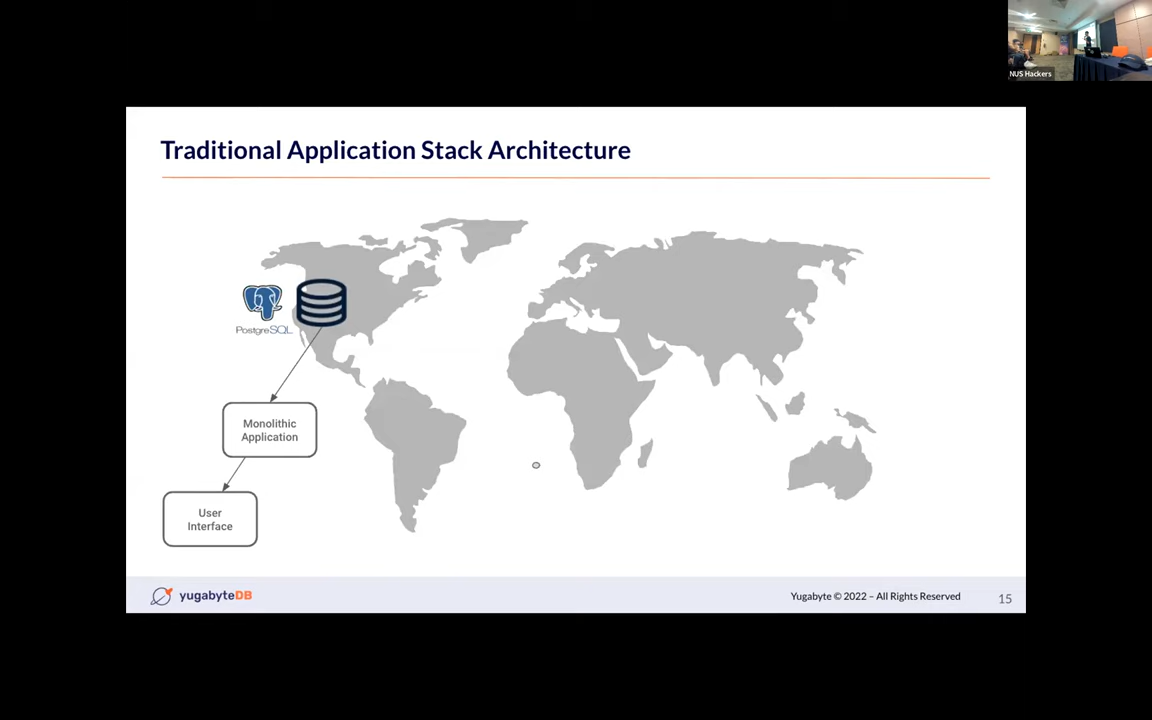 NUS Hackers
Traditional Application Stack Architecture
PostgreSQL
Monolithic
Application
User
Interface
yugabyteDB
Yugabyte © 2022 – All Rights Reserved
15